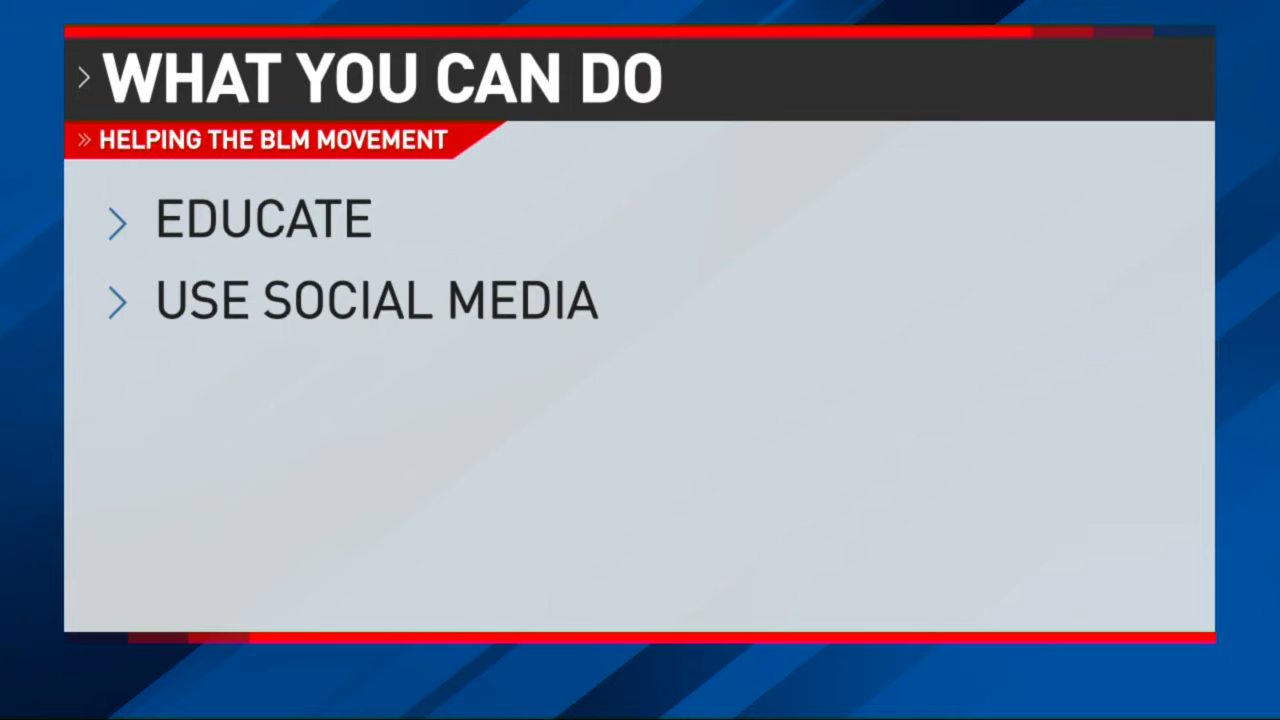 WHAT YOU CAN DO
HELPING THE BLM MOVEMENT
EDUCATE
USE SOCIAL MEDIA